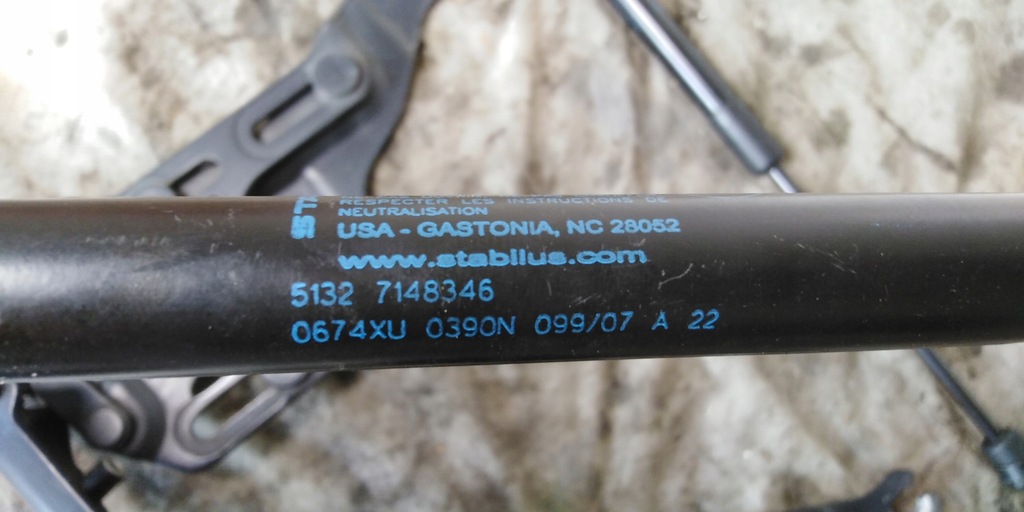 RESPECTER LES INSTRUCTIONS DE
NEUTRALISATION
USA - GASTONIA, NC 28052
www.stabilus.com
5132 7148346
0674XU 0390N 099/07 A 22